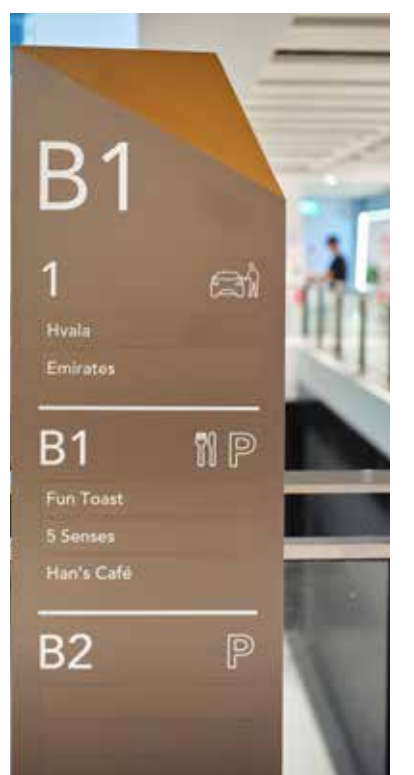 B1
1
Hvala
Emirates
B1 P
Fun Toast
5 Senses
Han's Café
B2 P